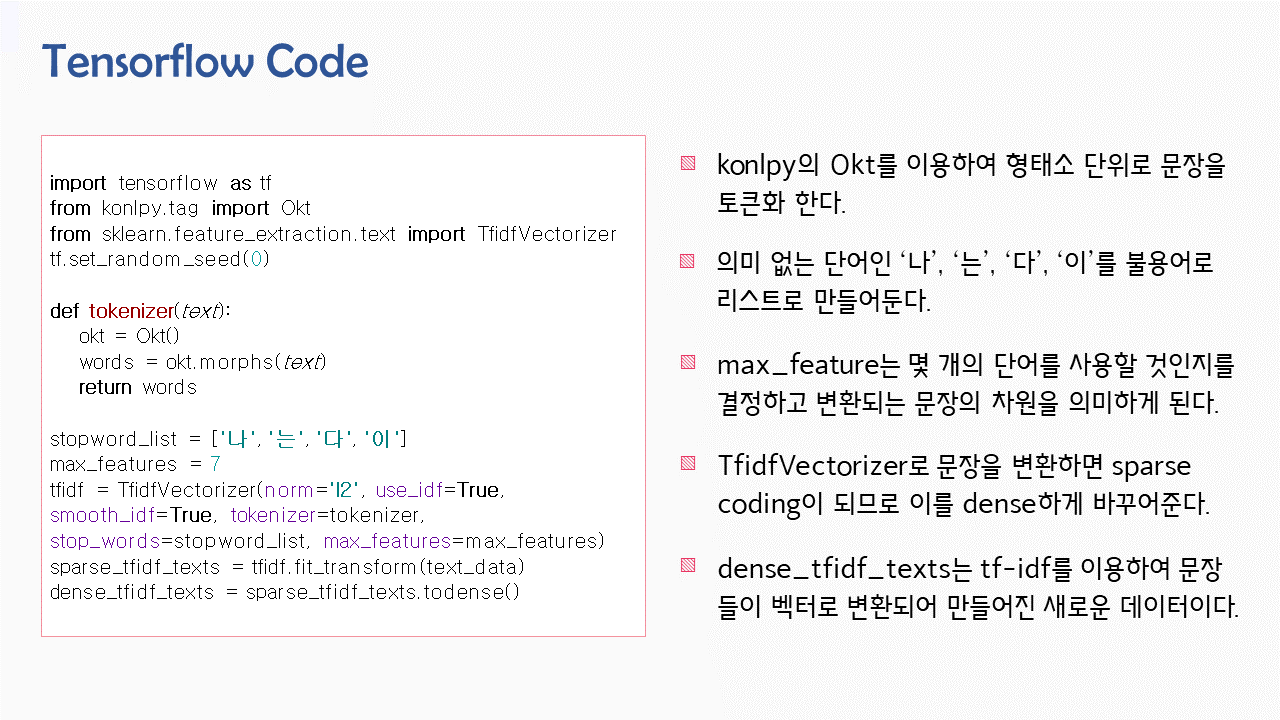 Tensorflow Code
import tensorflow as tf
from konlpy.tag import Okt
from sklearn.feature_extraction.text import TfidfVectorizer
tf.set_random_seed(0)
def tokenizer(text):
okt = Okt()
words = okt.morphs(text)
return words
stopword_list = ['나', '는', '다', '이']
max_features = 7
tfidf = TfidfVectorizer(norm='l2', use_idf=True,
smooth_idf=True, tokenizer=tokenizer,
stop_words=stopword_list, max_features=max_features)
sparse_tfidf_texts = tfidf.fit_transform(text_data)
dense_tfidf_texts = sparse_tfidf_texts.todense()
konlpy의 Okt를 이용하여 형태소 단위로 문장을
토큰화 한다.
의미 없는 단어인 ‘나’, ‘는’, ‘다’, ‘이’를 불용어로
리스트로 만들어둔다.
max_feature는 몇 개의 단어를 사용할 것인지를
결정하고 변환되는 문장의 차원을 의미하게 된다.
TfidfVectorizer로 문장을 변환하면 sparse
coding이 되므로 이를 dense하게 바꾸어준다.
dense_tfidf_texts는 tf-idf를 이용하여 문장
들이 벡터로 변환되어 만들어진 새로운 데이터이다.